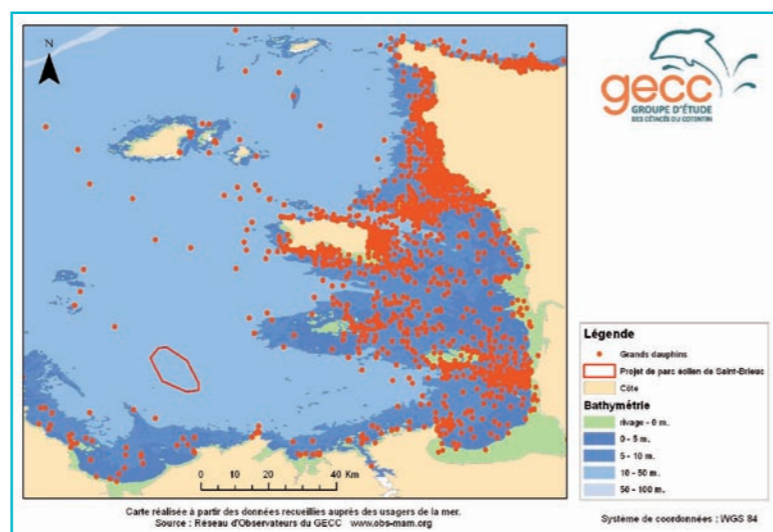 N
gecc
GROUPE D'ÉTUDE
DES CÉTACÉS DU COTENTIN
Légende
Grands dauphins
Projet de parc éolien de Saint-Brieuc
Côte
Bathymétrie
rivage - 0 m.
0 - 5 m.
5 - 10 m.
10 - 50 m.
50 - 100 m.
0 10 20 40 Km
Carte réalisée à partir des données recueillies auprès des usagers de la mer.
Source : Réseau d'Observateurs du GECC www.obs-mam.org
Système de coordonnées : WGS 84